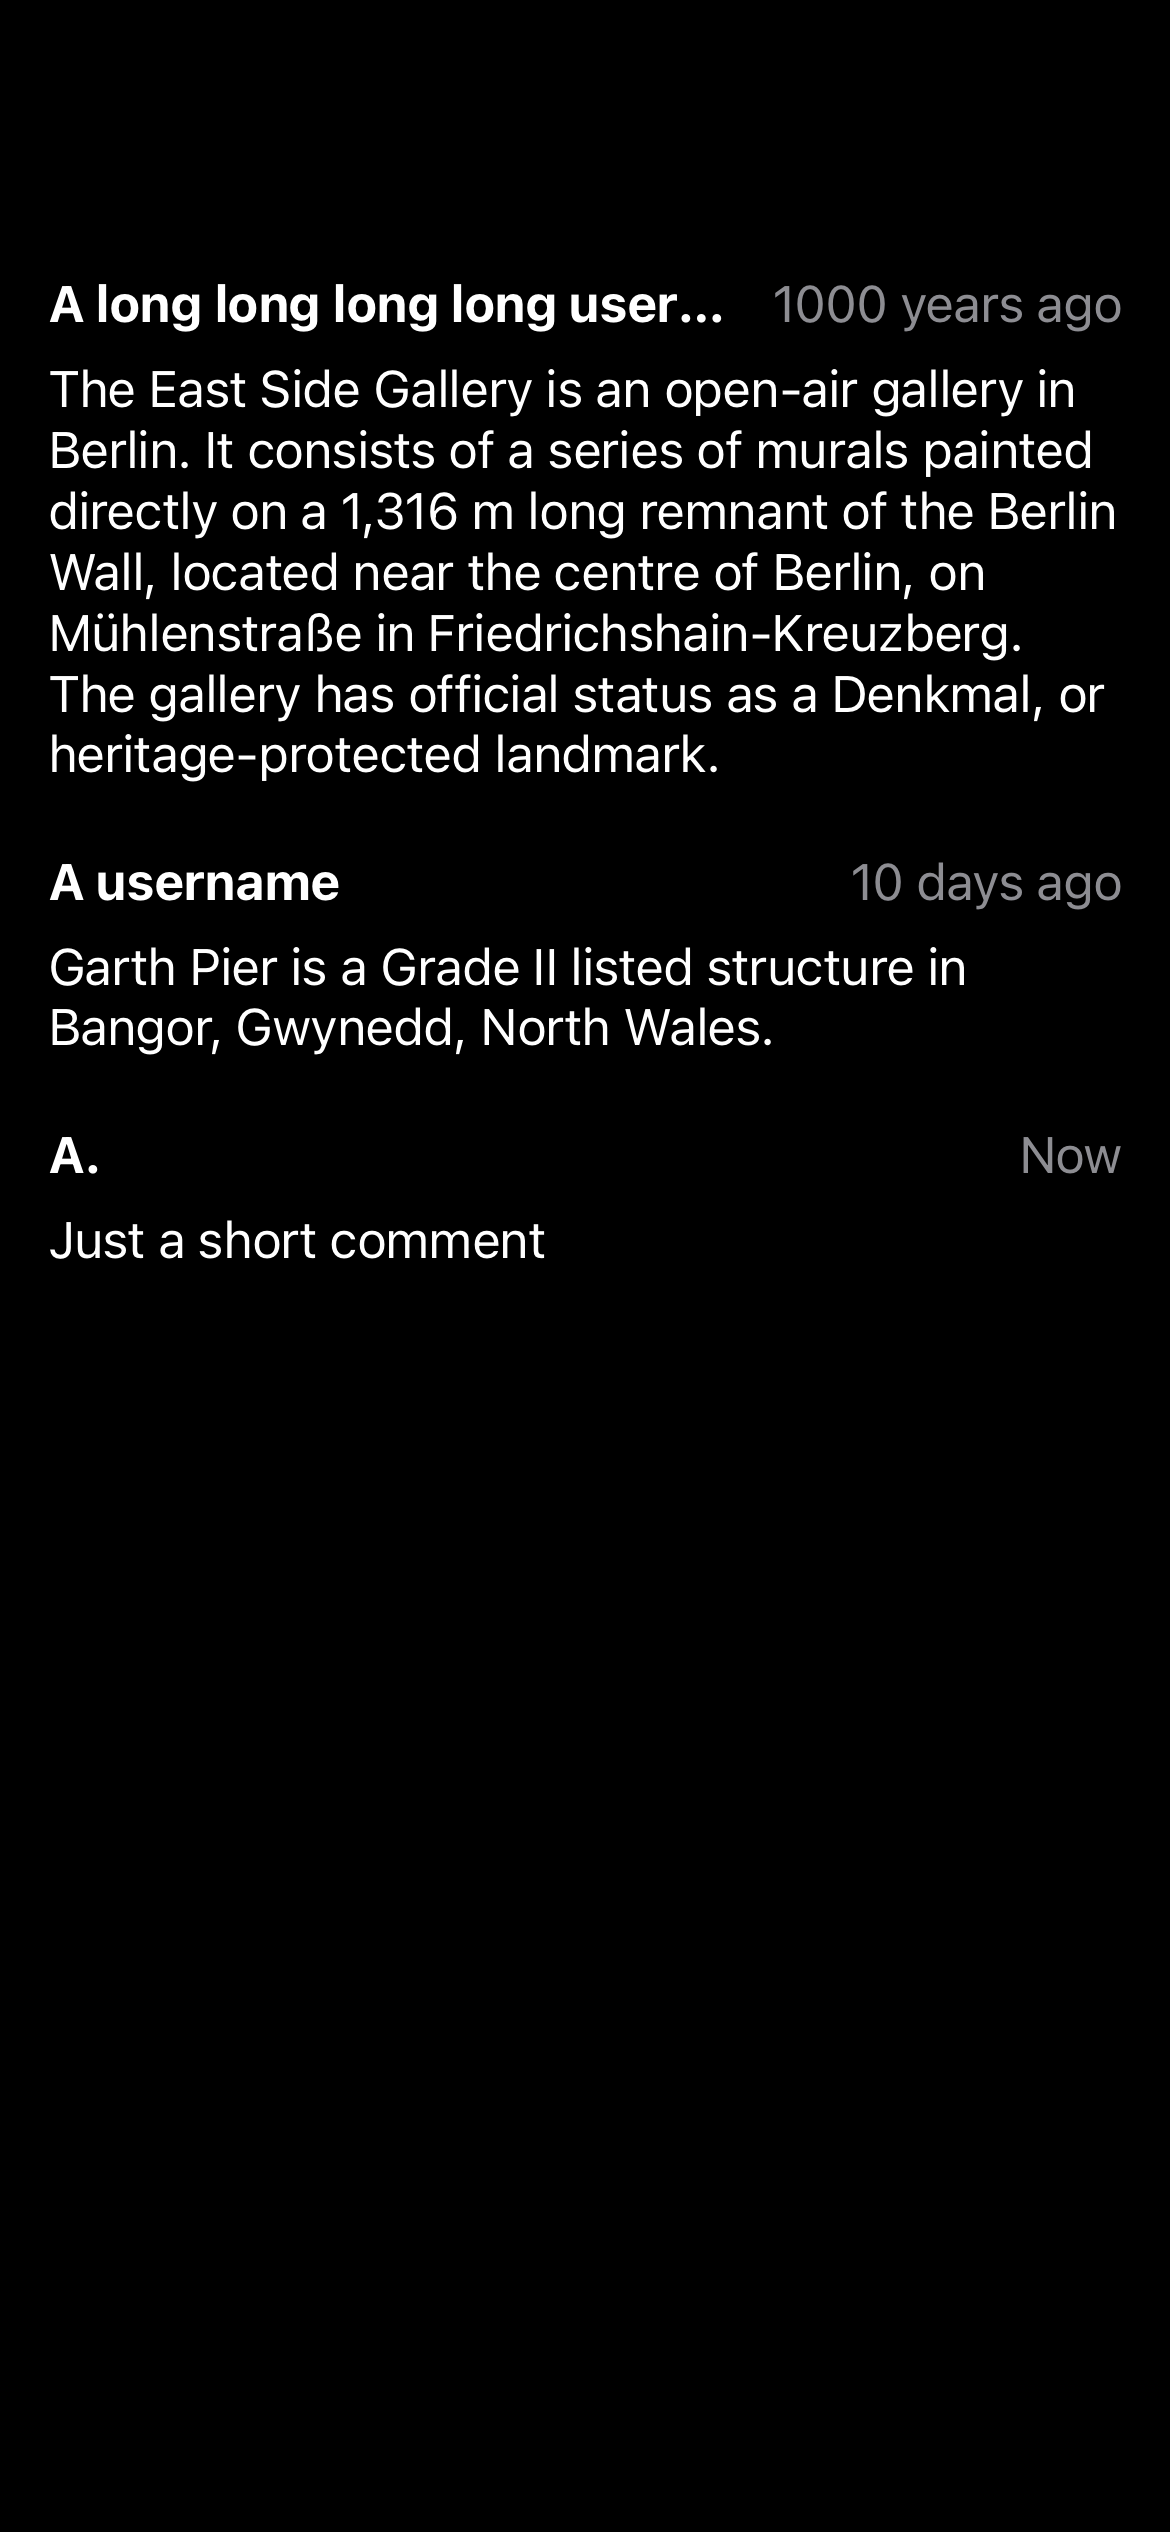 A long long long long user...
1000 years ago
The East Side Gallery is an open-air gallery in
Berlin. It consists of a series of murals painted
directly on a 1,316 m long remnant of the Berlin
Wall, located near the centre of Berlin, on
Mühlenstraße in Friedrichshain-Kreuzberg.
The gallery has official status as a Denkmal, or
heritage-protected landmark.
A username
10 days ago
Garth Pier is a Grade II listed structure in
Bangor, Gwynedd, North Wales.
A.
Now
Just a short comment